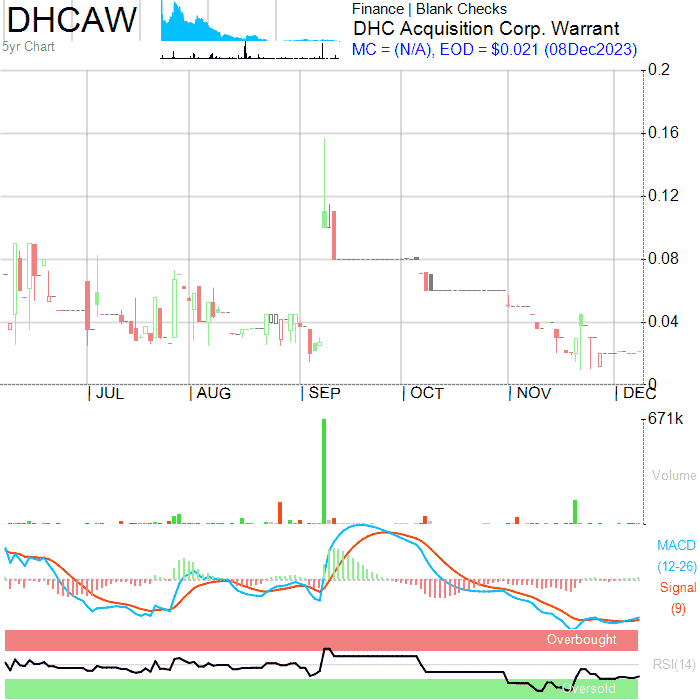 DHCAW
5yr Chart
Finance | Blank Checks
DHC Acquisition Corp. Warrant
MC = (N/A), EOD = $0.021 (08Dec2023)
0.2
0.16
0.12
0.08
0.04
0
JUL AUG SEP OCT NOV DEC
671k
Volume
MACD
(12-26)
Signal
(9)
Overbought
RSI(14)
Oversold